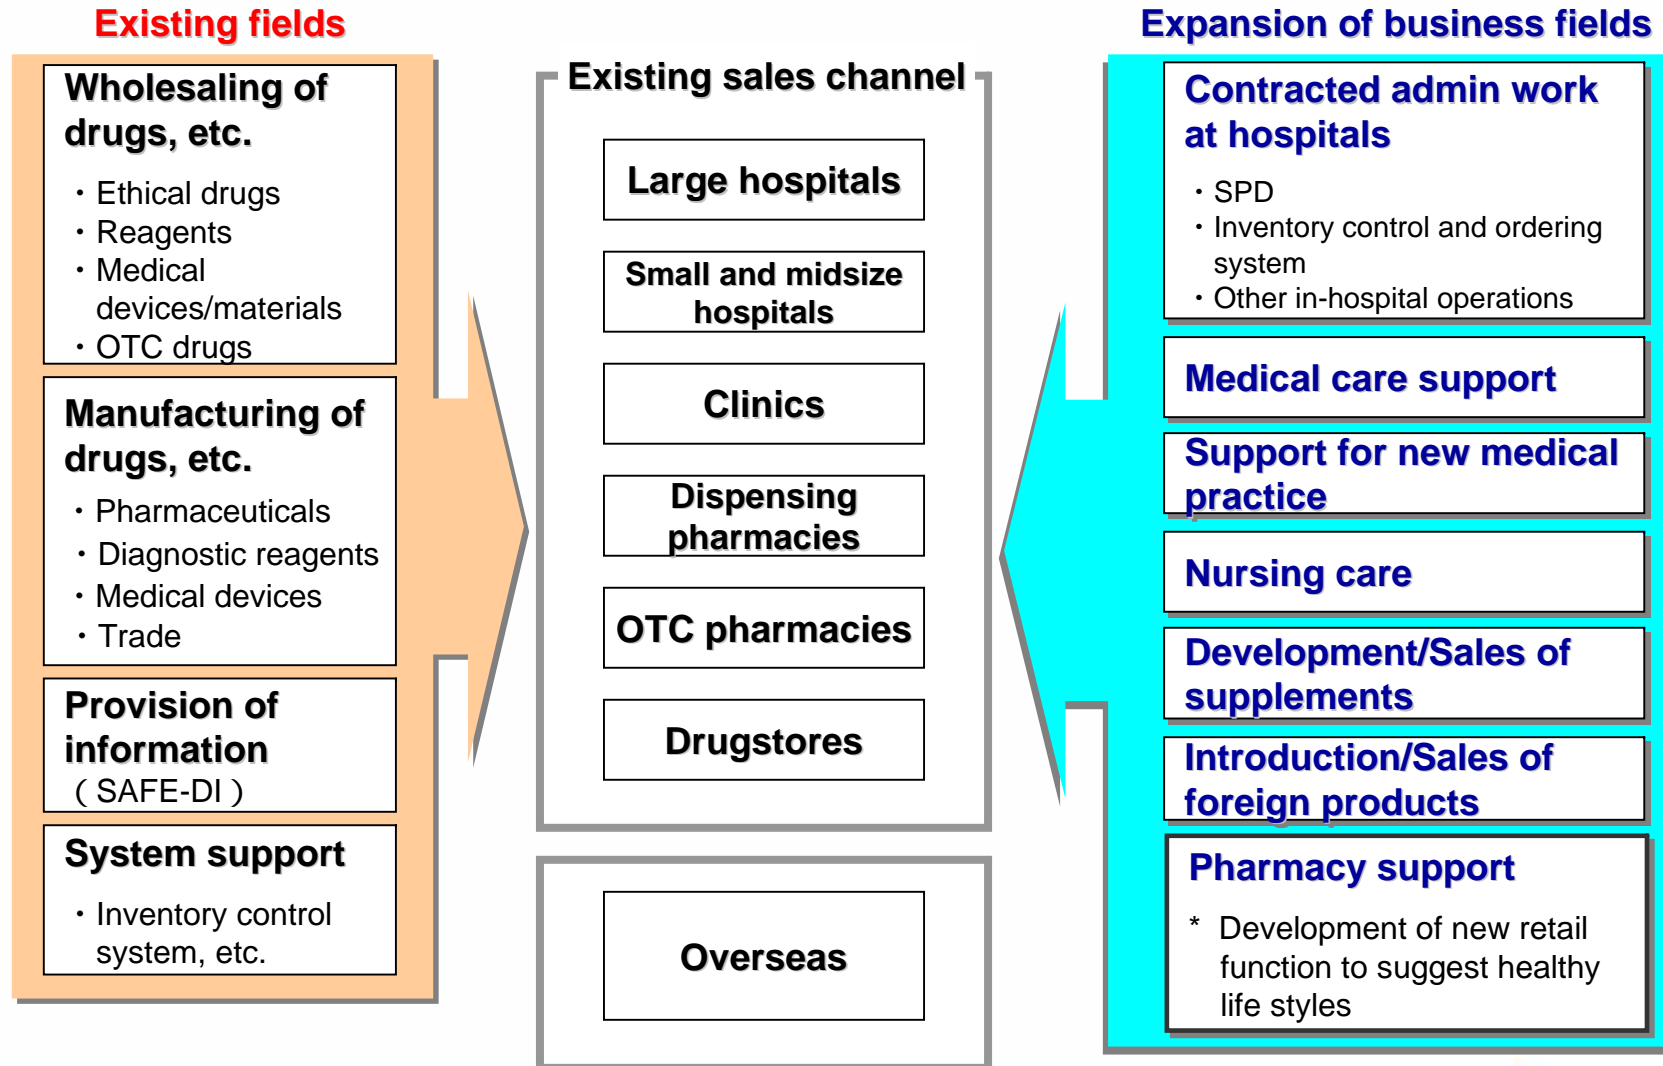 Existing fields
Wholesaling of
drugs, etc.
・Ethical drugs
・Reagents
・Medical
devices/materials
・OTC drugs
Manufacturing of
drugs, etc.
・Pharmaceuticals
・Diagnostic reagents
・Medical devices
・Trade
Provision of
information
（SAFE-DI）
System support
・Inventory control
system, etc.
Existing sales channel
Large hospitals
Small and midsize
hospitals
Clinics
Dispensing
pharmacies
OTC pharmacies
Drugstores
Overseas
Expansion of business fields
Contracted admin work
at hospitals
・SPD
・Inventory control and ordering
system
・Other in-hospital operations
Medical care support
Support for new medical
practice
Nursing care
Development/Sales of
supplements
Introduction/Sales of
foreign products
Pharmacy support
* Development of new retail
function to suggest healthy
life styles